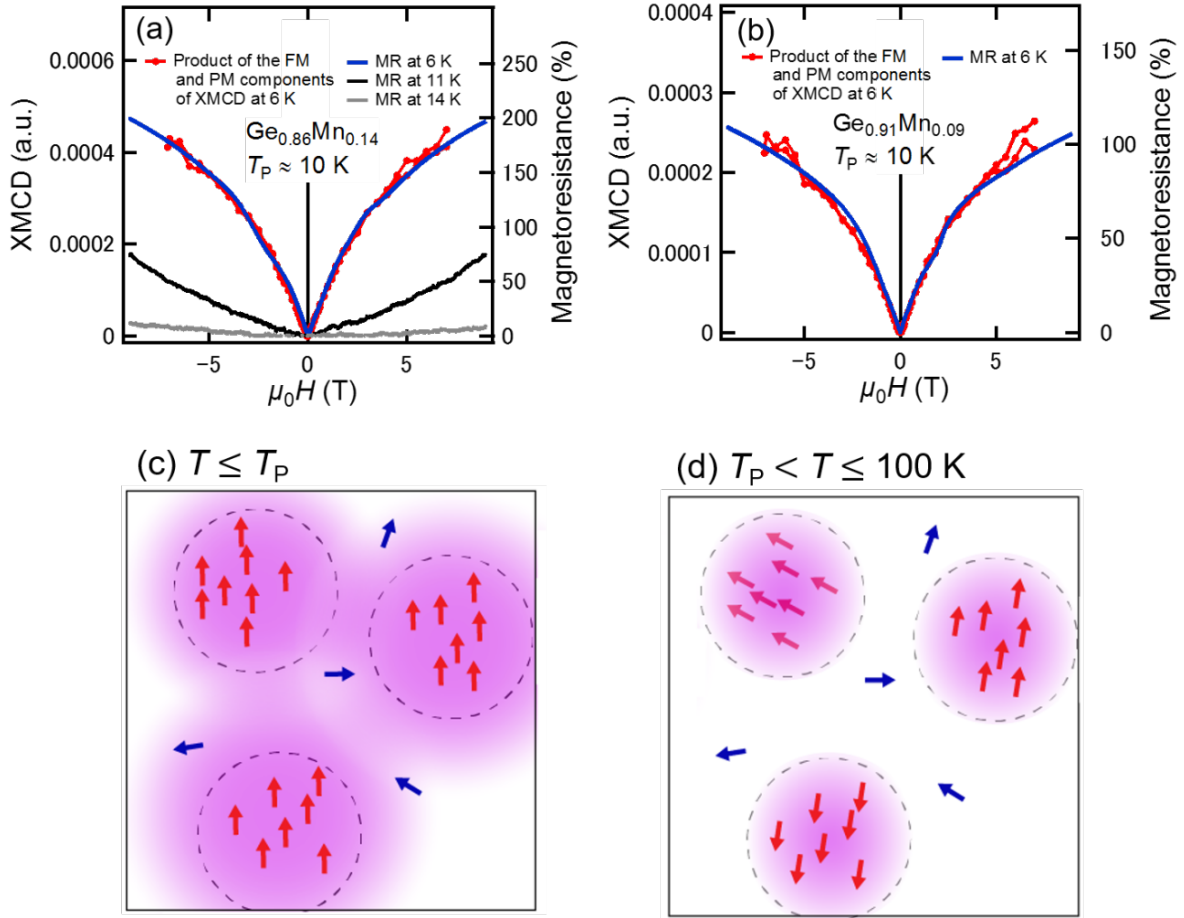 (a)
Product of the FM
and PM components
of XMCD at 6 K
MR at 6 K
MR at 11 K
MR at 14 K
Ge0.86Mn0.14
TP ≈ 10 K
XMCD (a.u.)
0.0006
0.0004
0.0002
0
Magnetoresistance (%)
250
200
150
100
50
0
−5
0
5
μ0H (T)
(b)
Product of the FM
and PM components
of XMCD at 6 K
MR at 6 K
Ge0.91Mn0.09
TP ≈ 10 K
XMCD (a.u.)
0.0004
0.0003
0.0002
0.0001
0
Magnetoresistance (%)
150
100
50
0
−5
0
5
μ0H (T)
(c) T ≤ TP
(d) TP < T ≤ 100 K